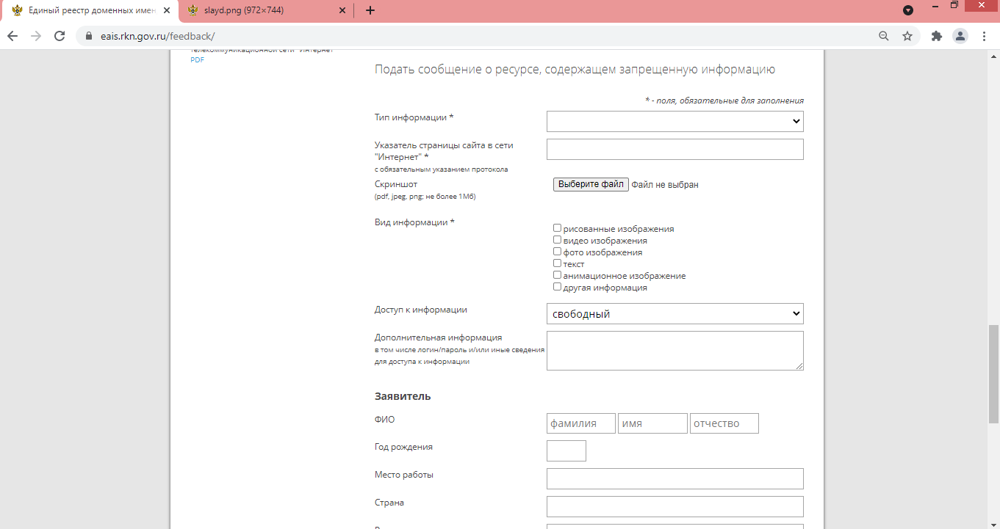 Единый реестр доменных имен
slayd.png (972×744)
eais.rkn.gov.ru/feedback/
телекоммуникационной сети "Интернет"
PDF
Подать сообщение о ресурсе, содержащем запрещенную информацию
* - поля, обязательные для заполнения
Тип информации *
Указатель страницы сайта в сети
"Интернет" *
с обязательным указанием протокола
Скриншот
(pdf, jpeg, png; не более 1Мб)
Выберите файл Файл не выбран
Вид информации *
рисованные изображения
видео изображения
фото изображения
текст
анимационное изображение
другая информация
Доступ к информации
свободный
Дополнительная информация
в том числе логин/пароль и/или иные сведения
для доступа к информации
Заявитель
ФИО
фамилия имя отчество
Год рождения
Место работы
Страна